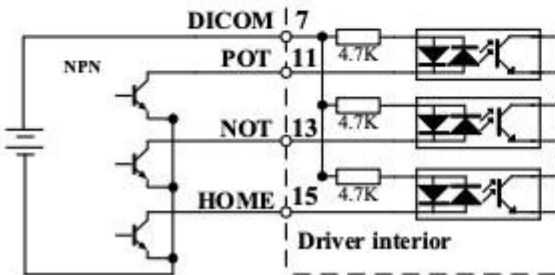 DICOM 7
4.7K
NPN
POT 11
4.7K
NOT 13
4.7K
HOME 15
Driver interior